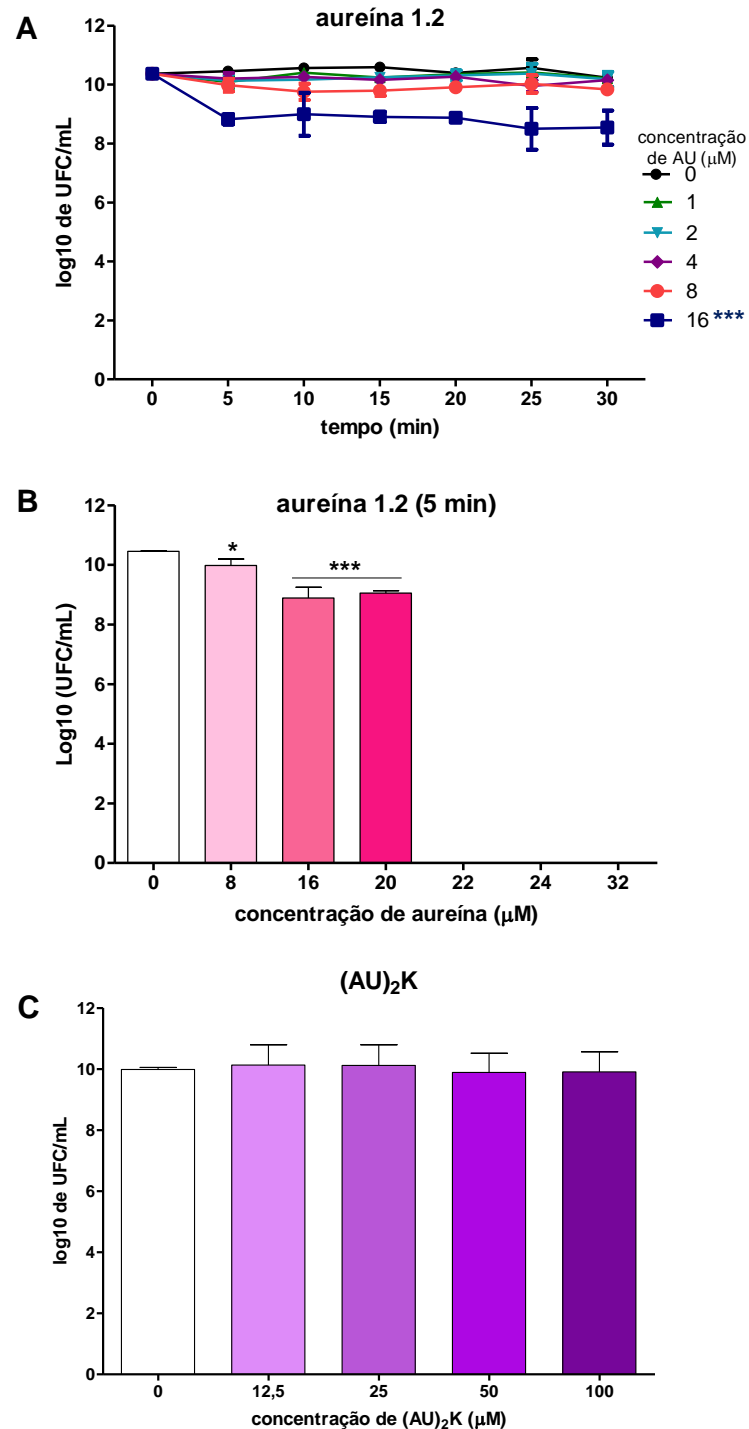 A
aureína 1.2
12
10
8
6
4
2
0
log10 de UFC/mL
0 5 10 15 20 25 30
tempo (min)
concentração
de AU (μM)
0
1
2
4
8
16 ***
B
aureína 1.2 (5 min)
12
10
8
6
4
2
0
Log10 (UFC/mL)
*
***
0 8 16 20 22 24 32
concentração de aureína (μM)
C
(AU)₂K
12
10
8
6
4
2
0
log10 de UFC/mL
0 12,5 25 50 100
concentração de (AU)₂K (μM)